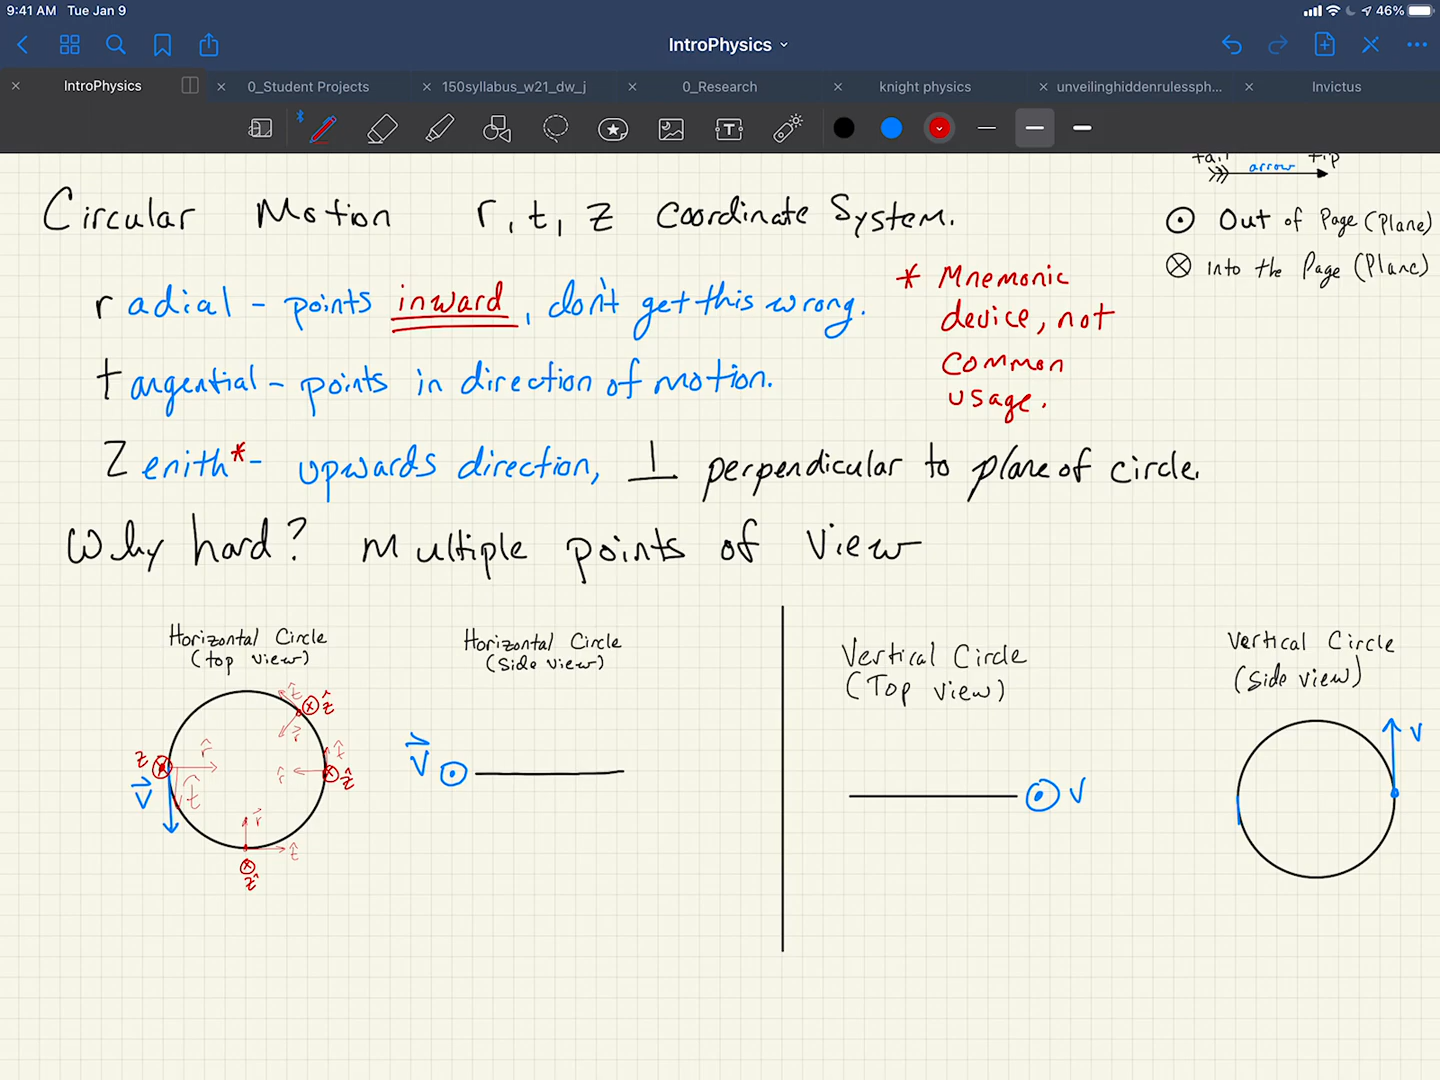 9:41 AM Tue Jan 9
46%
IntroPhysics
IntroPhysics
0_Student Projects
150syllabus_w21_dw_j
0_Research
knight physics
unveilinghiddenrulessph...
Invictus
tail arrow tip
Circular Motion r, t, z Coordinate System.
⊙ Out of Page (Plane)
⊗ into the Page (Plane)
radial - points inward, don't get this wrong.
* Mnemonic
device, not
common
usage.
tangential - points in direction of motion.
Zenith* - upwards direction, ⊥ perpendicular to plane of circle.
Why hard? Multiple points of View
Horizontal Circle
(top view)
Horizontal Circle
(side view)
Vertical Circle
(Top view)
Vertical Circle
(side view)
t̂ ⊗ ẑ
r̂
z ⊗ r̂
V⃗ t̂
r̂ t̂ ⊗ ẑ
r̂ t̂
⊗ ẑ
V⃗ ⊙
⊙ V
V